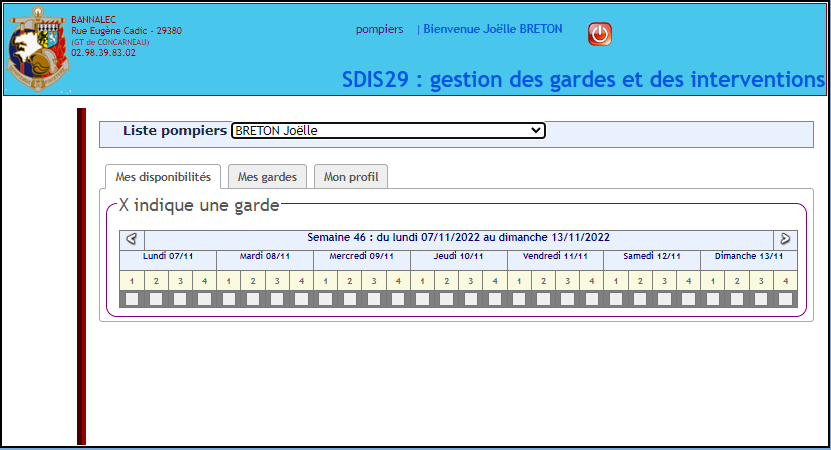 BANNALEC
Rue Eugène Cadic - 29380
(GT de CONCARNEAU)
02.98.39.83.02
pompiers | Bienvenue Joëlle BRETON
SDIS29 : gestion des gardes et des interventions
Liste pompiers BRETON Joëlle
Mes disponibilités Mes gardes Mon profil
X indique une garde
Semaine 46 : du lundi 07/11/2022 au dimanche 13/11/2022
Lundi 07/11 Mardi 08/11 Mercredi 09/11 Jeudi 10/11 Vendredi 11/11 Samedi 12/11 Dimanche 13/11
1 2 3 4 1 2 3 4 1 2 3 4 1 2 3 4 1 2 3 4 1 2 3 4 1 2 3 4